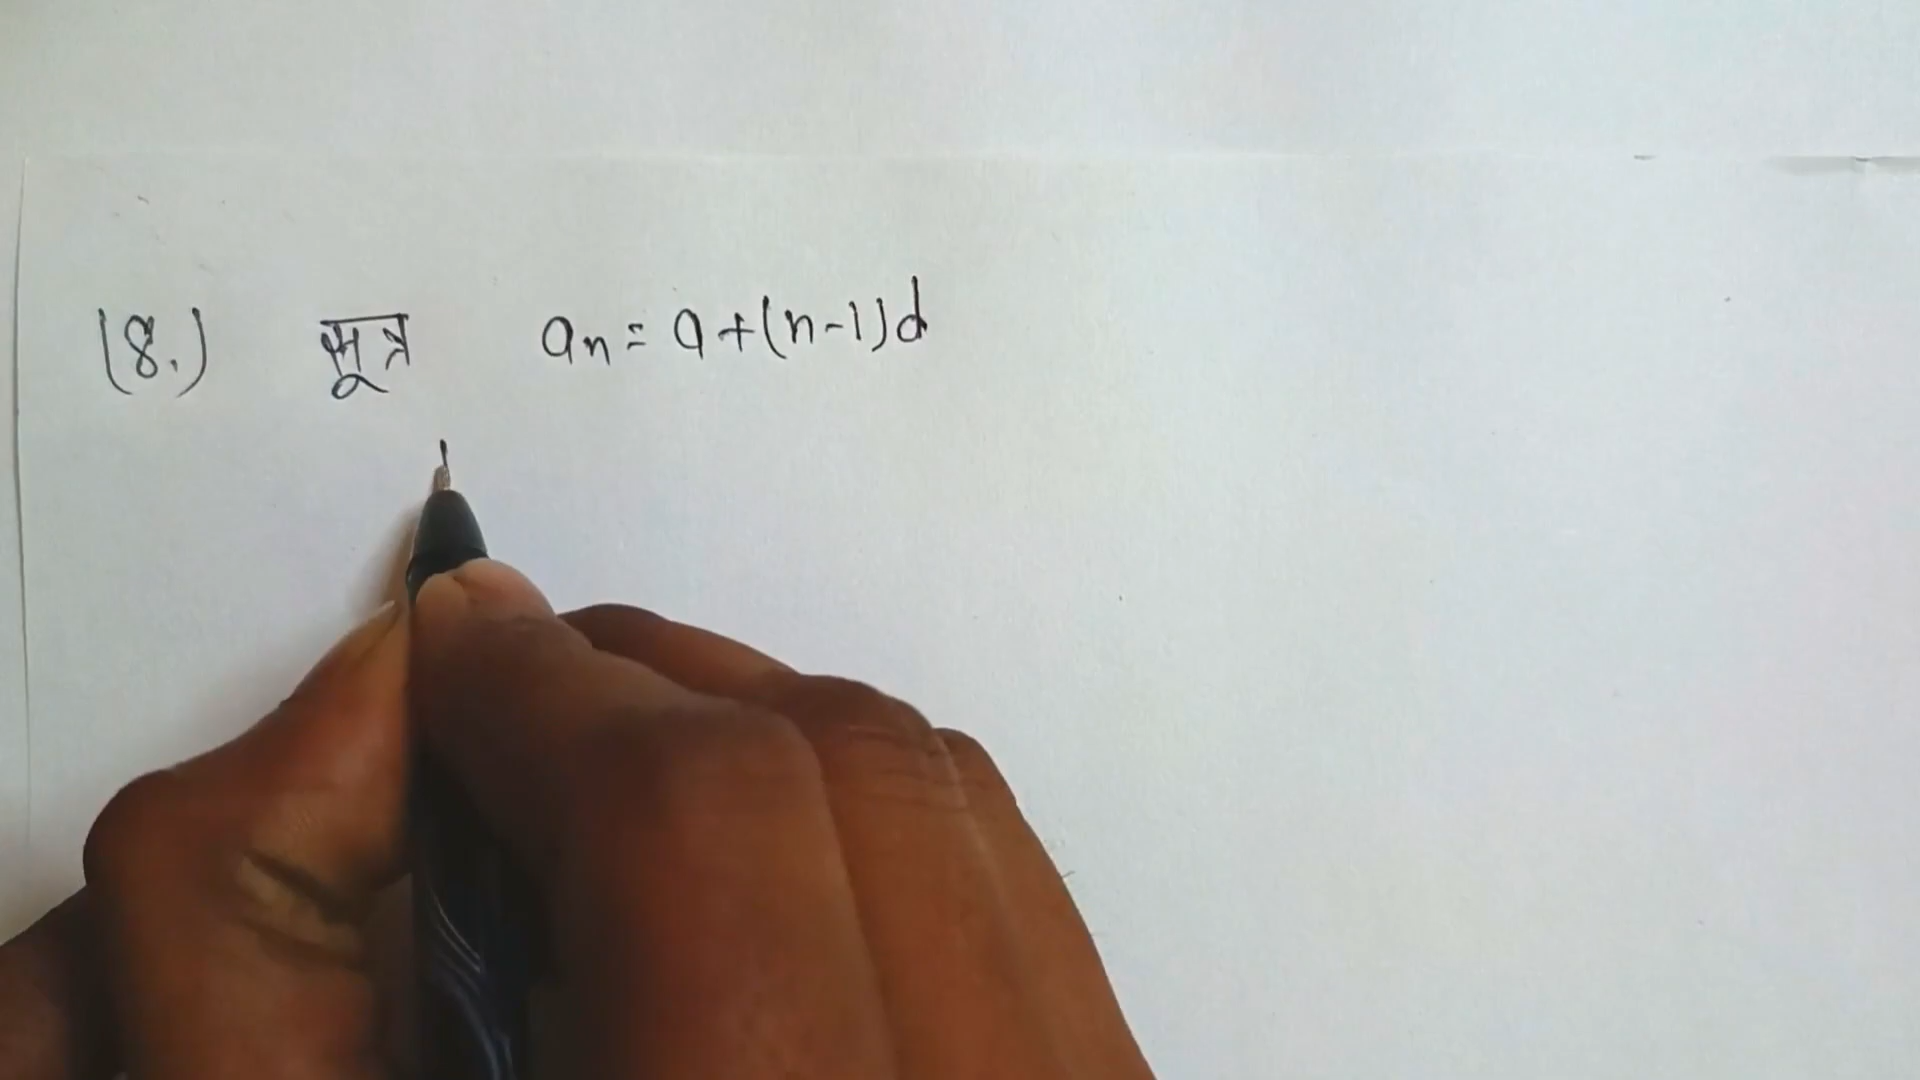 (8.) सूत्र an = a+(n-1)d